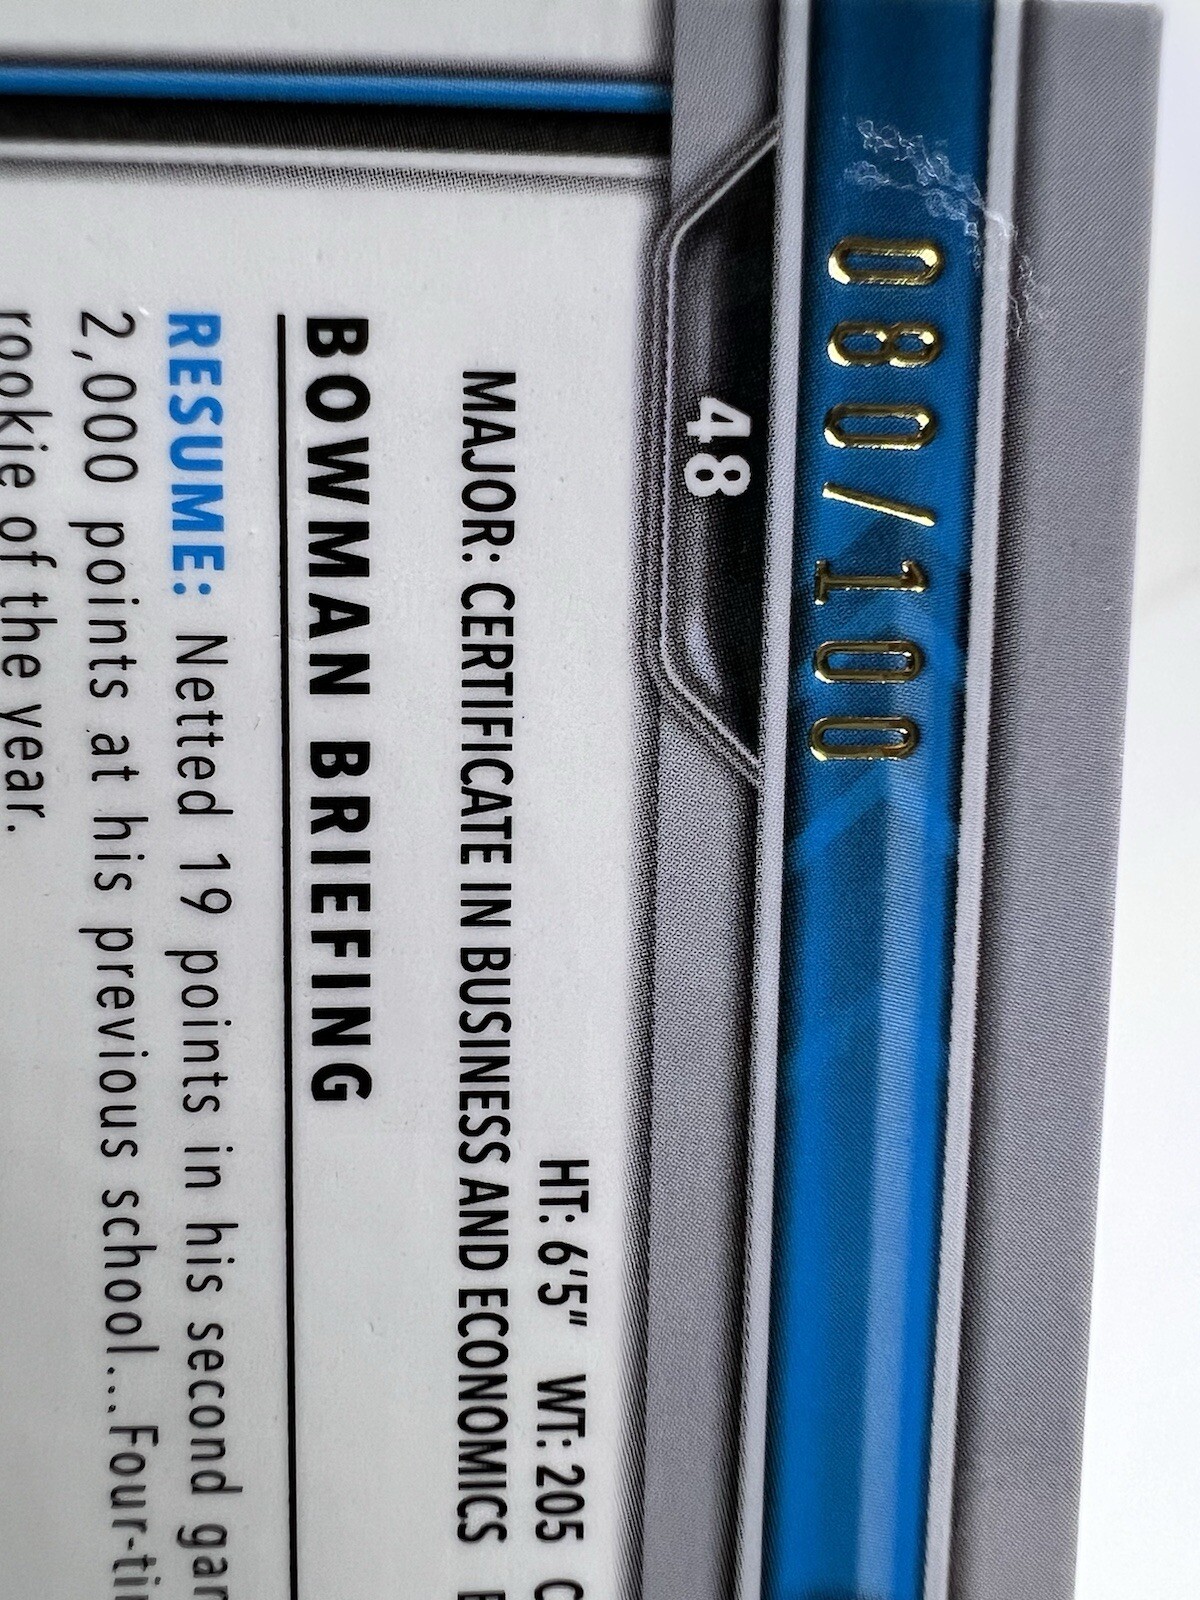 080/100
48
HT: 6'5" WT: 205
MAJOR: CERTIFICATE IN BUSINESS AND ECONOMICS
BOWMAN BRIEFING
RESUME: Netted 19 points in his second
2,000 points at his previous school...
rookie of the year.